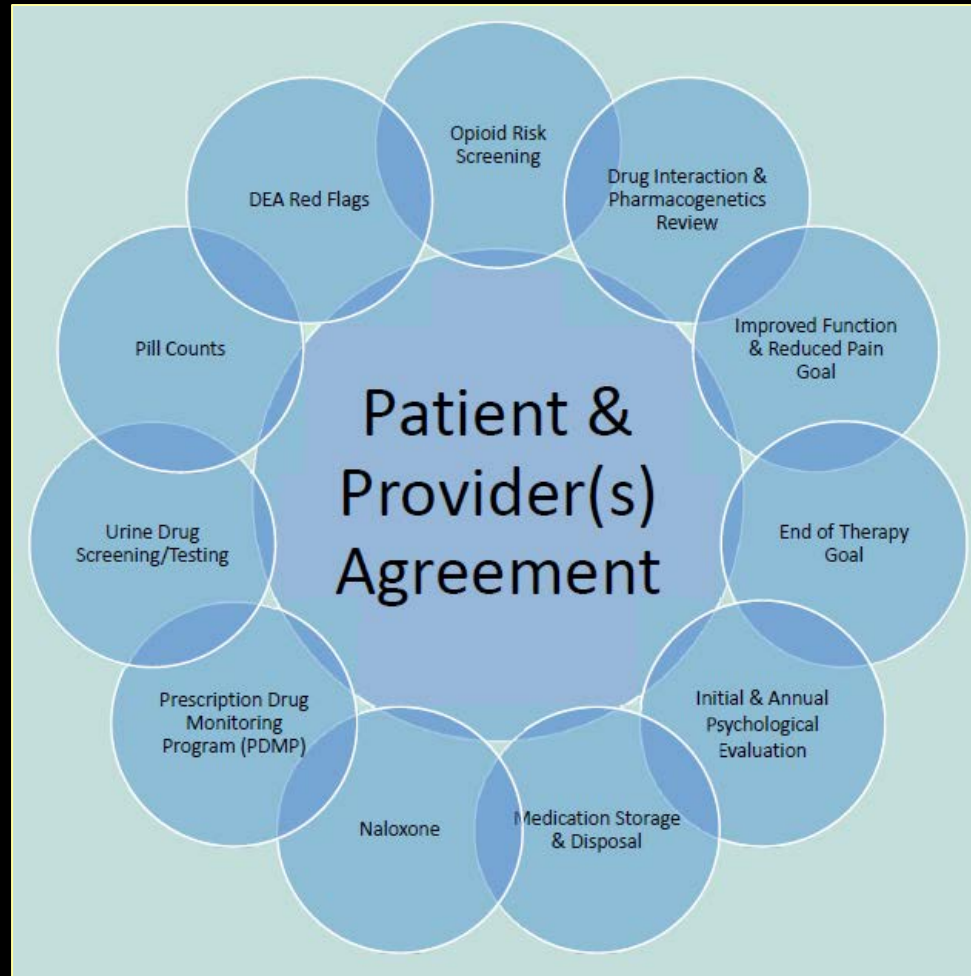 Opioid Risk
Screening
Drug Interaction &
Pharmacogenetics
Review
Improved Function
& Reduced Pain
Goal
End of Therapy
Goal
Initial & Annual
Psychological
Evaluation
Medication Storage
& Disposal
Naloxone
Prescription Drug
Monitoring
Program (PDMP)
Urine Drug
Screening/Testing
Pill Counts
DEA Red Flags
Patient &
Provider(s)
Agreement